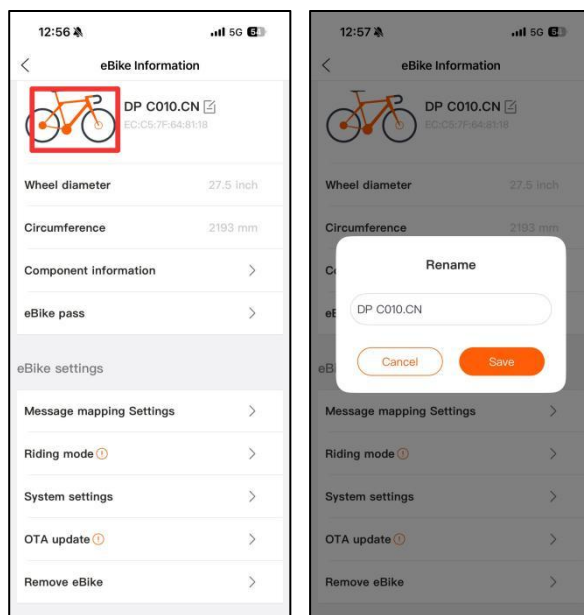 12:56
5G
eBike Information
DP C010.CN
EC:C5:7F:64:81:18
Wheel diameter 27.5 inch
Circumference 2193 mm
Component information
eBike pass
eBike settings
Message mapping Settings
Riding mode
System settings
OTA update
Remove eBike
12:57
5G
eBike Information
DP C010.CN
EC:C5:7F:64:81:18
Wheel diameter 27.5 inch
Circumference 2193 mm
Rename
DP C010.CN
Cancel Save
Message mapping Settings
Riding mode
System settings
OTA update
Remove eBike